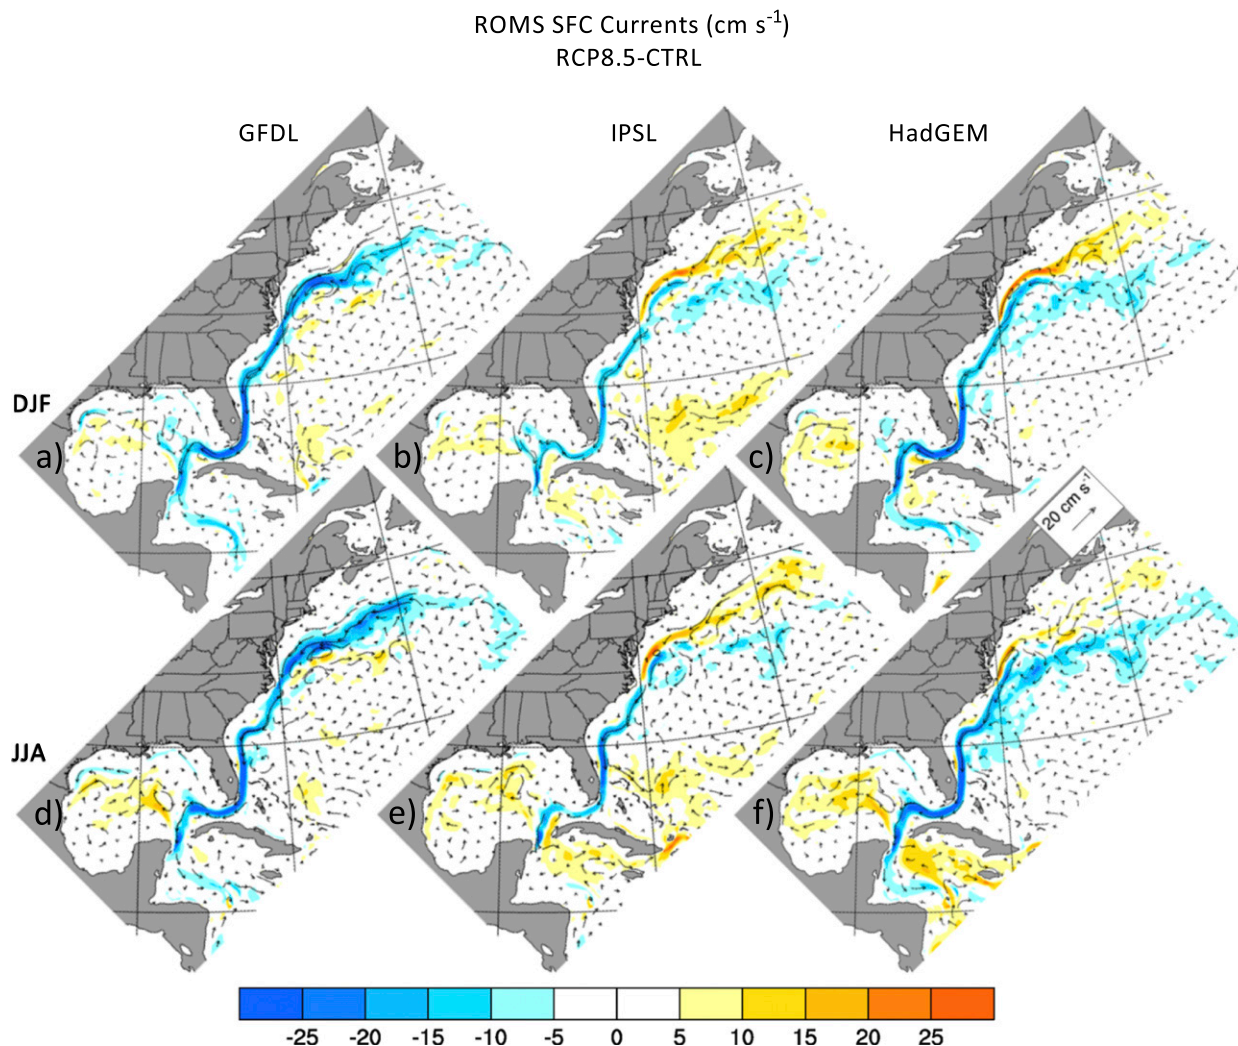 ROMS SFC Currents (cm s⁻¹)
RCP8.5-CTRL
GFDL IPSL HadGEM
DJF
a) b) c)
20 cm s⁻¹
JJA
d) e) f)
-25 -20 -15 -10 -5 0 5 10 15 20 25